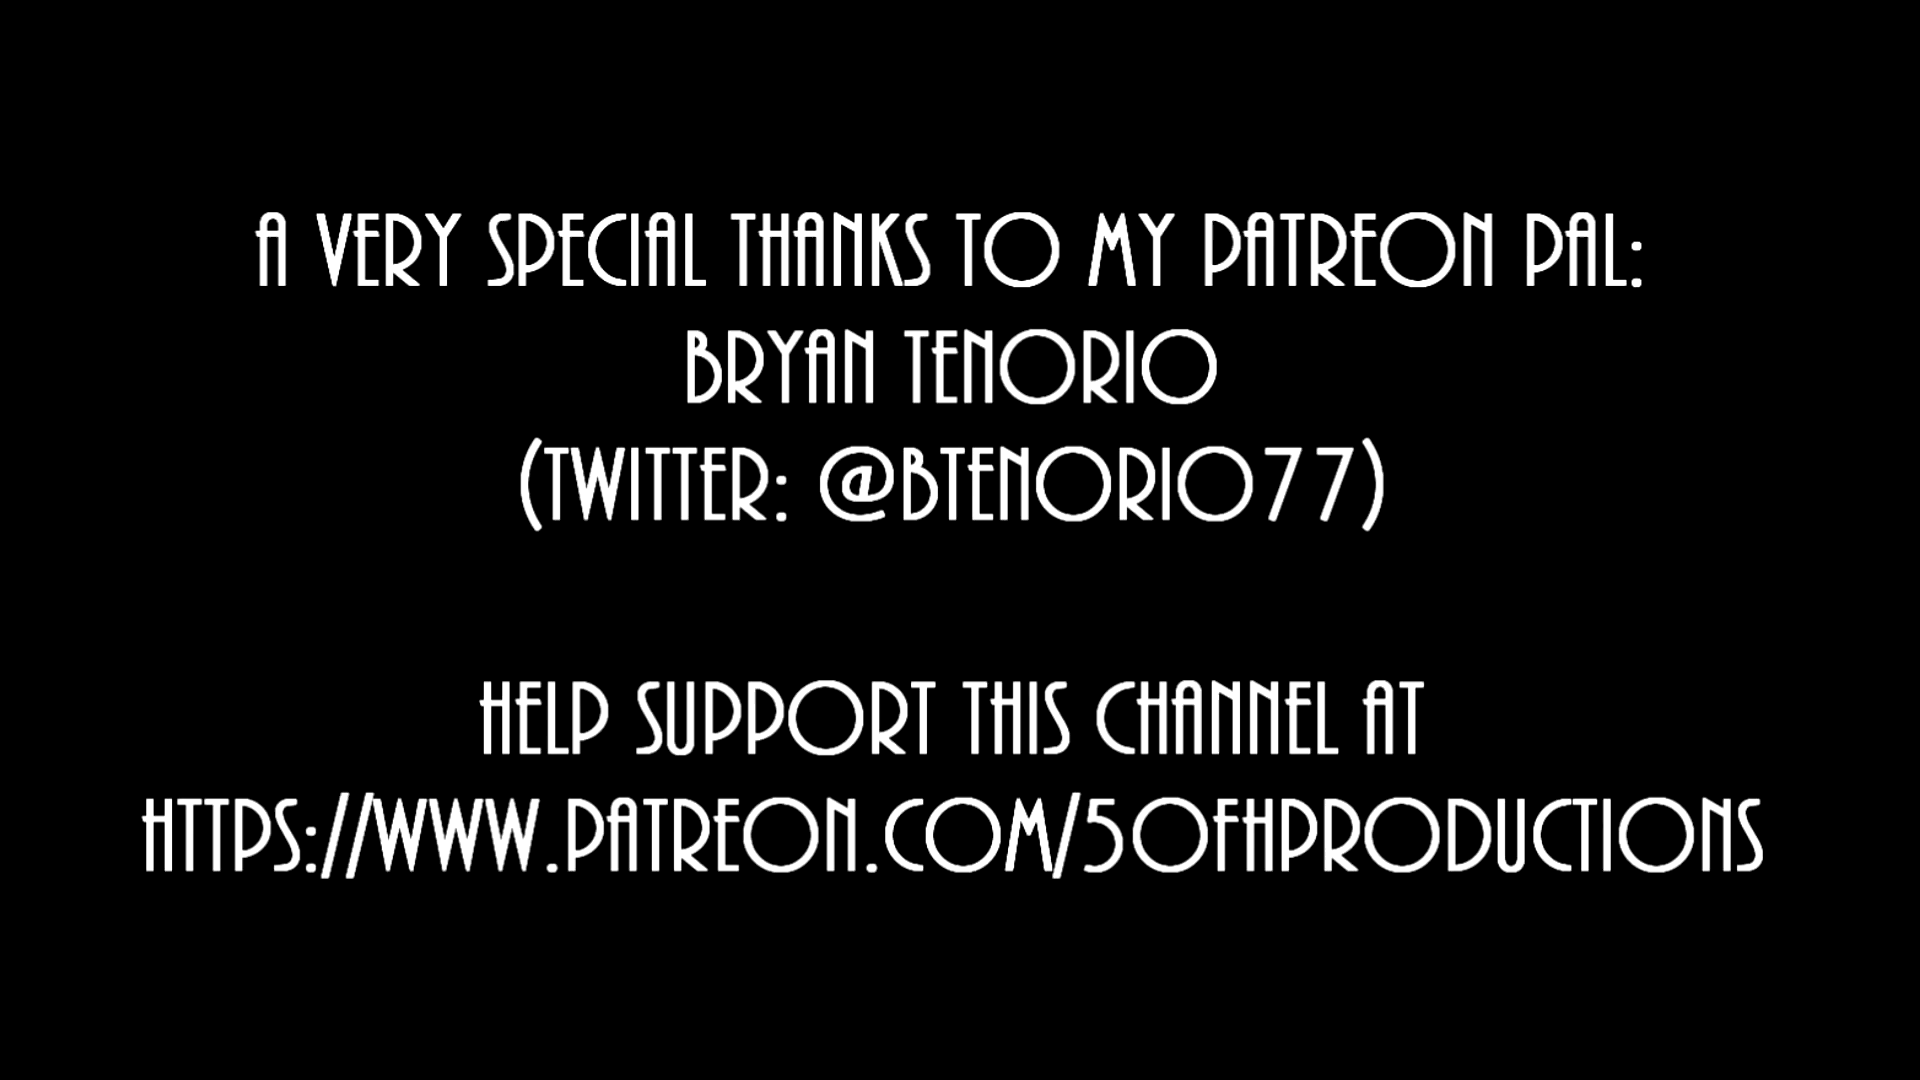 A VERY SPECIAL THANKS TO MY PATREON PAL:
BRYAN TENORIO
(TWITTER: @BTENORIO77)
HELP SUPPORT THIS CHANNEL AT
HTTPS://WWW.PATREON.COM/5OFHPRODUCTIONS